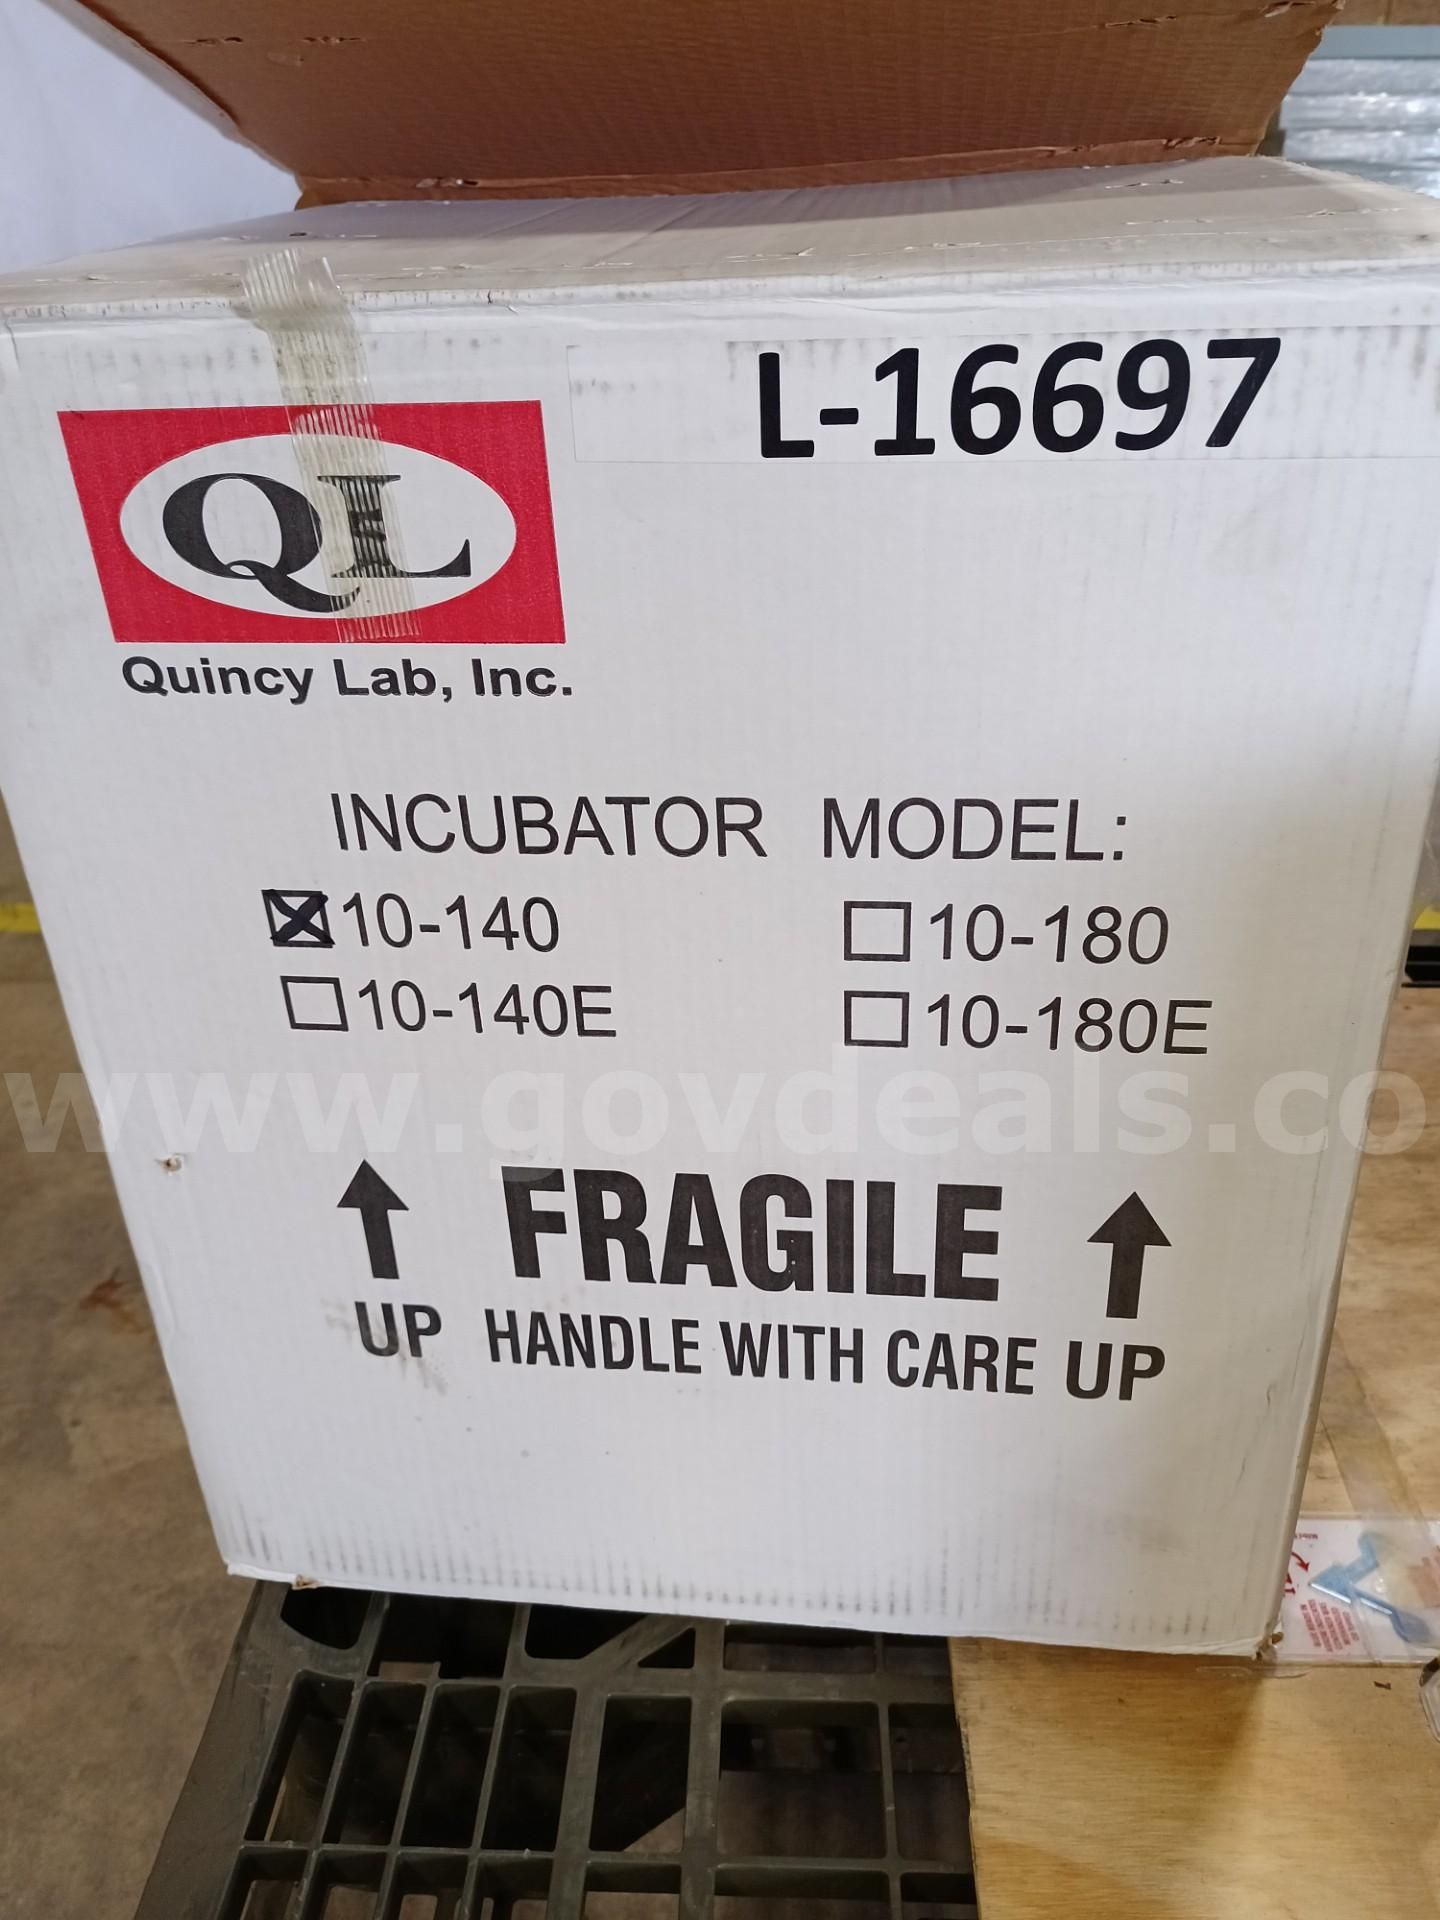 L-16697
QL
Quincy Lab, Inc.
INCUBATOR MODEL:
10-140 10-180
10-140E 10-180E
www.govdeals.co
FRAGILE
UP HANDLE WITH CARE UP